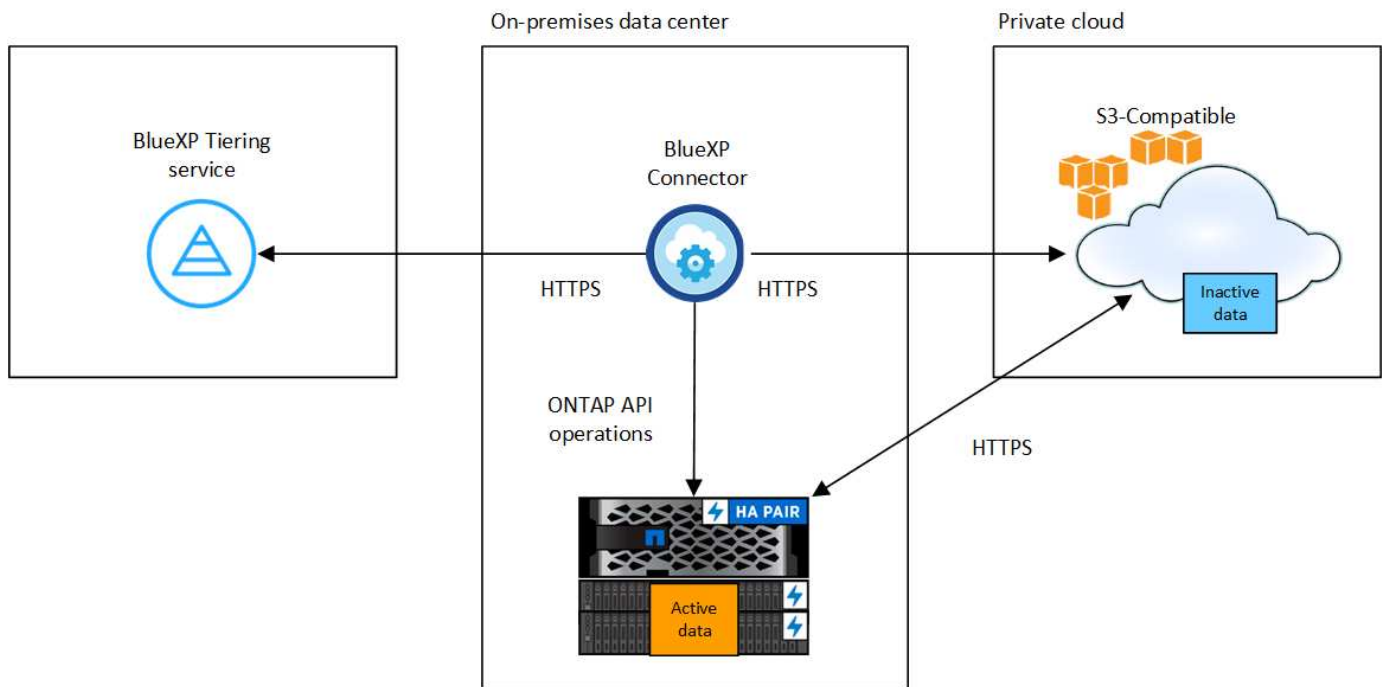 On-premises data center
Private cloud
BlueXP Tiering
service
BlueXP
Connector
S3-Compatible
HTTPS
HTTPS
Inactive
data
ONTAP API
operations
HTTPS
HA PAIR
Active
data